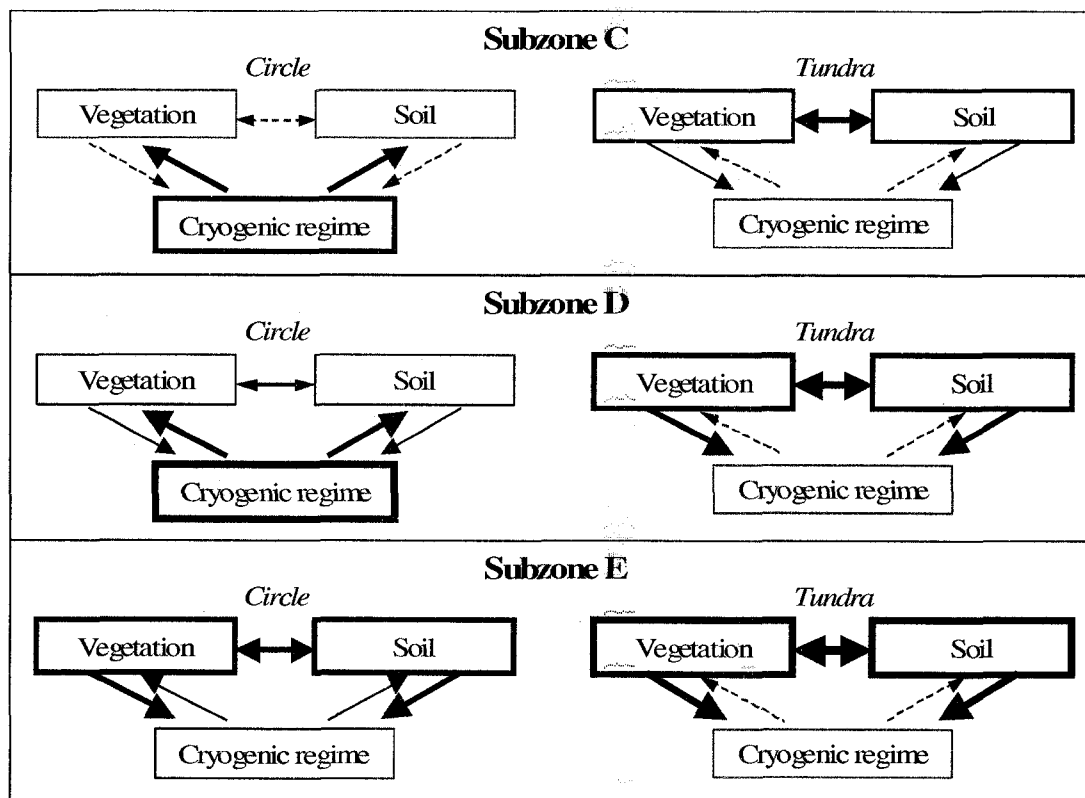 Subzone C
Circle Tundra
Vegetation Soil Vegetation Soil
Cryogenic regime Cryogenic regime
Subzone D
Circle Tundra
Vegetation Soil Vegetation Soil
Cryogenic regime Cryogenic regime
Subzone E
Circle Tundra
Vegetation Soil Vegetation Soil
Cryogenic regime Cryogenic regime